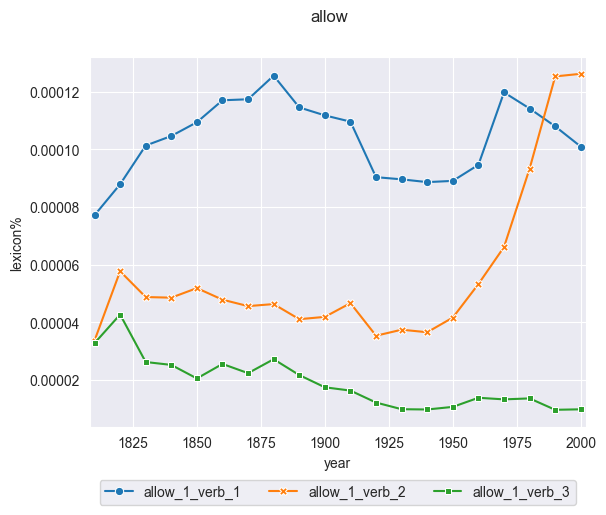 allow
0.00012
0.00010
0.00008
0.00006
0.00004
0.00002
lexicon%
1825 1850 1875 1900 1925 1950 1975 2000
year
allow_1_verb_1 allow_1_verb_2 allow_1_verb_3